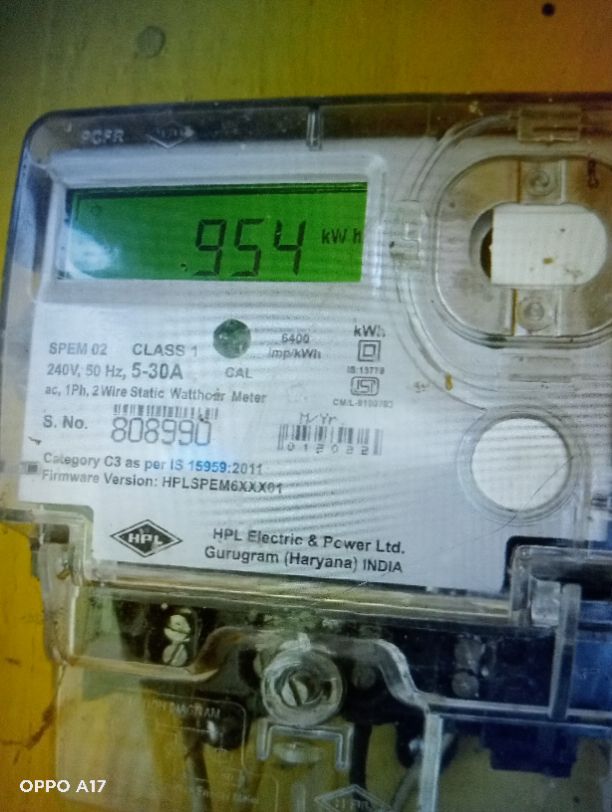 954 kWh
6400
imp/kWh
kWh
SPEM 02 CLASS 1
240V, 50 Hz, 5-30A CAL
IS:13779
ac, 1Ph, 2 Wire Static Watthour Meter
S. No. 808990
M/Yr.
Category C3 as per IS 15959:2011
Firmware Version: HPLSPEM6XXX01
HPL
HPL Electric & Power Ltd.
Gurugram (Haryana) INDIA
OPPO A17